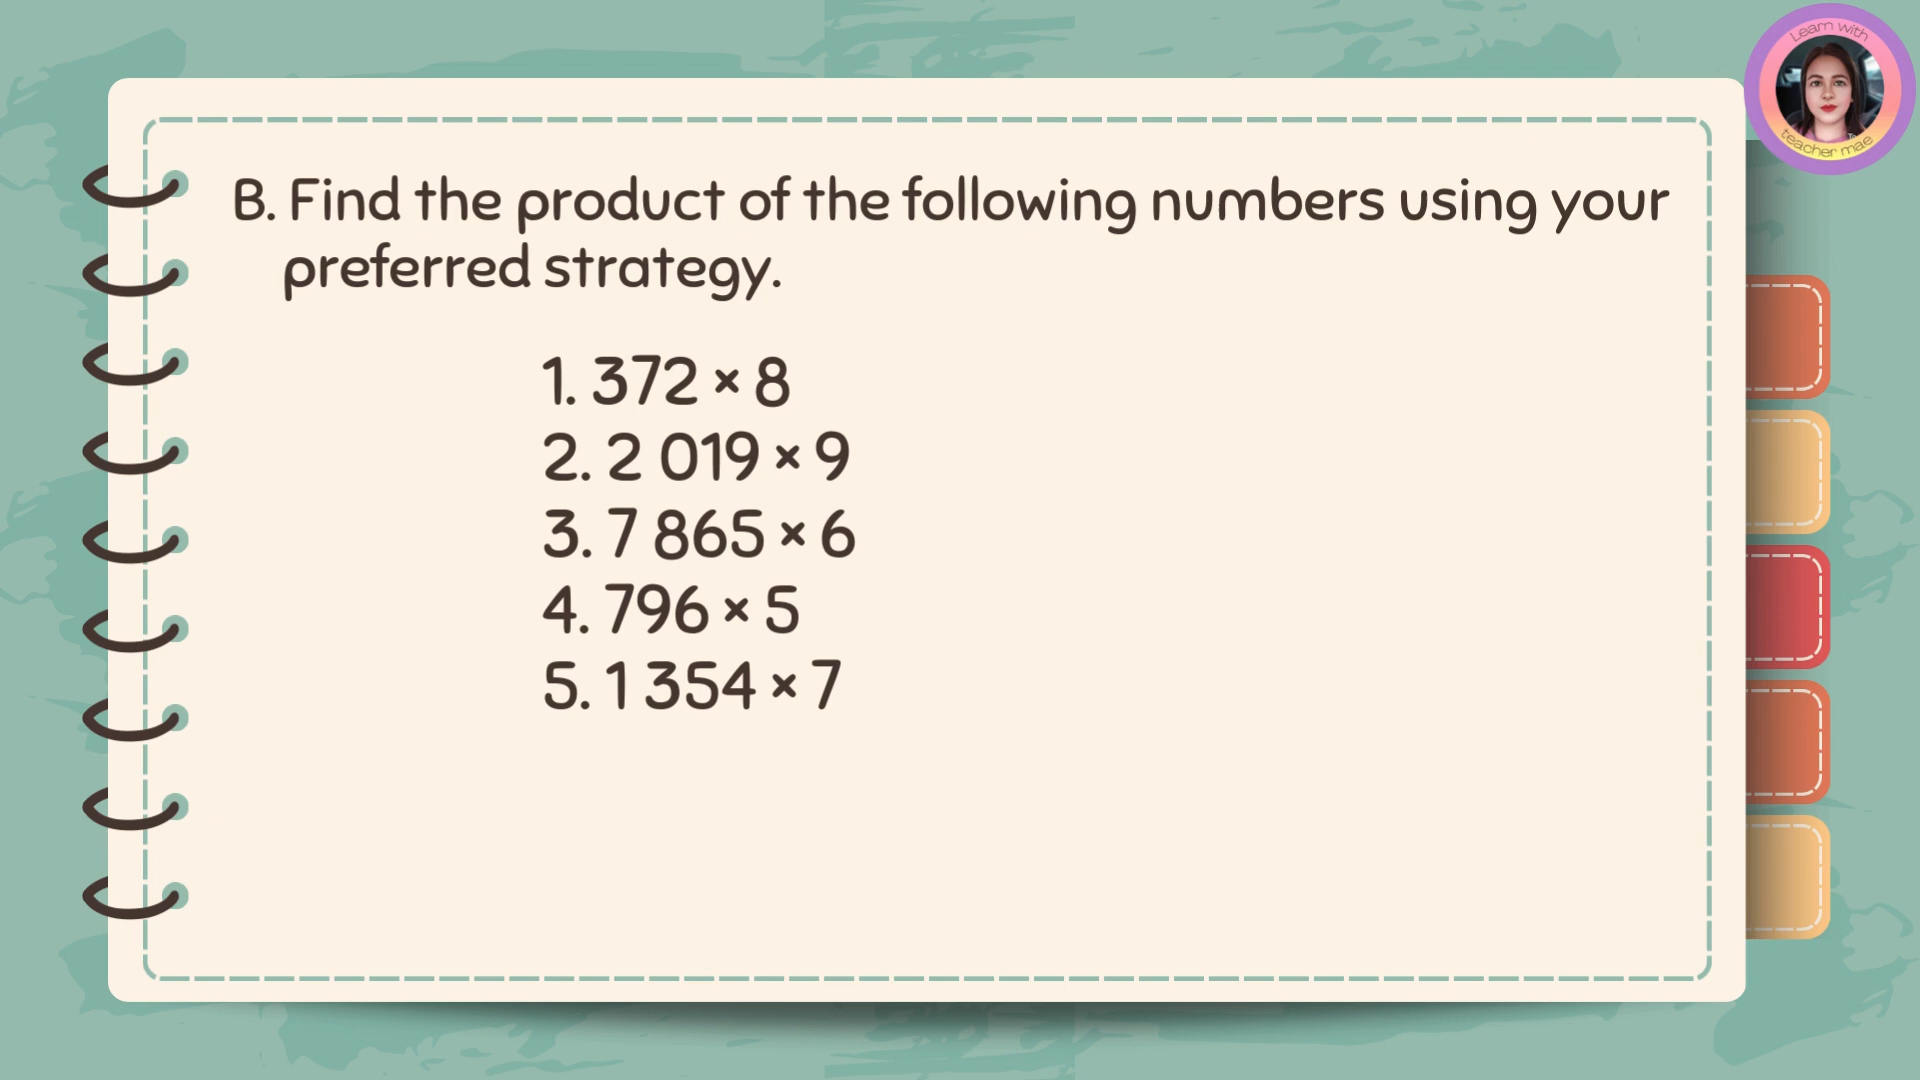 Learn with
teacher mae
B. Find the product of the following numbers using your
preferred strategy.
1. 372 × 8
2. 2 019 × 9
3. 7 865 × 6
4. 796 × 5
5. 1 354 × 7